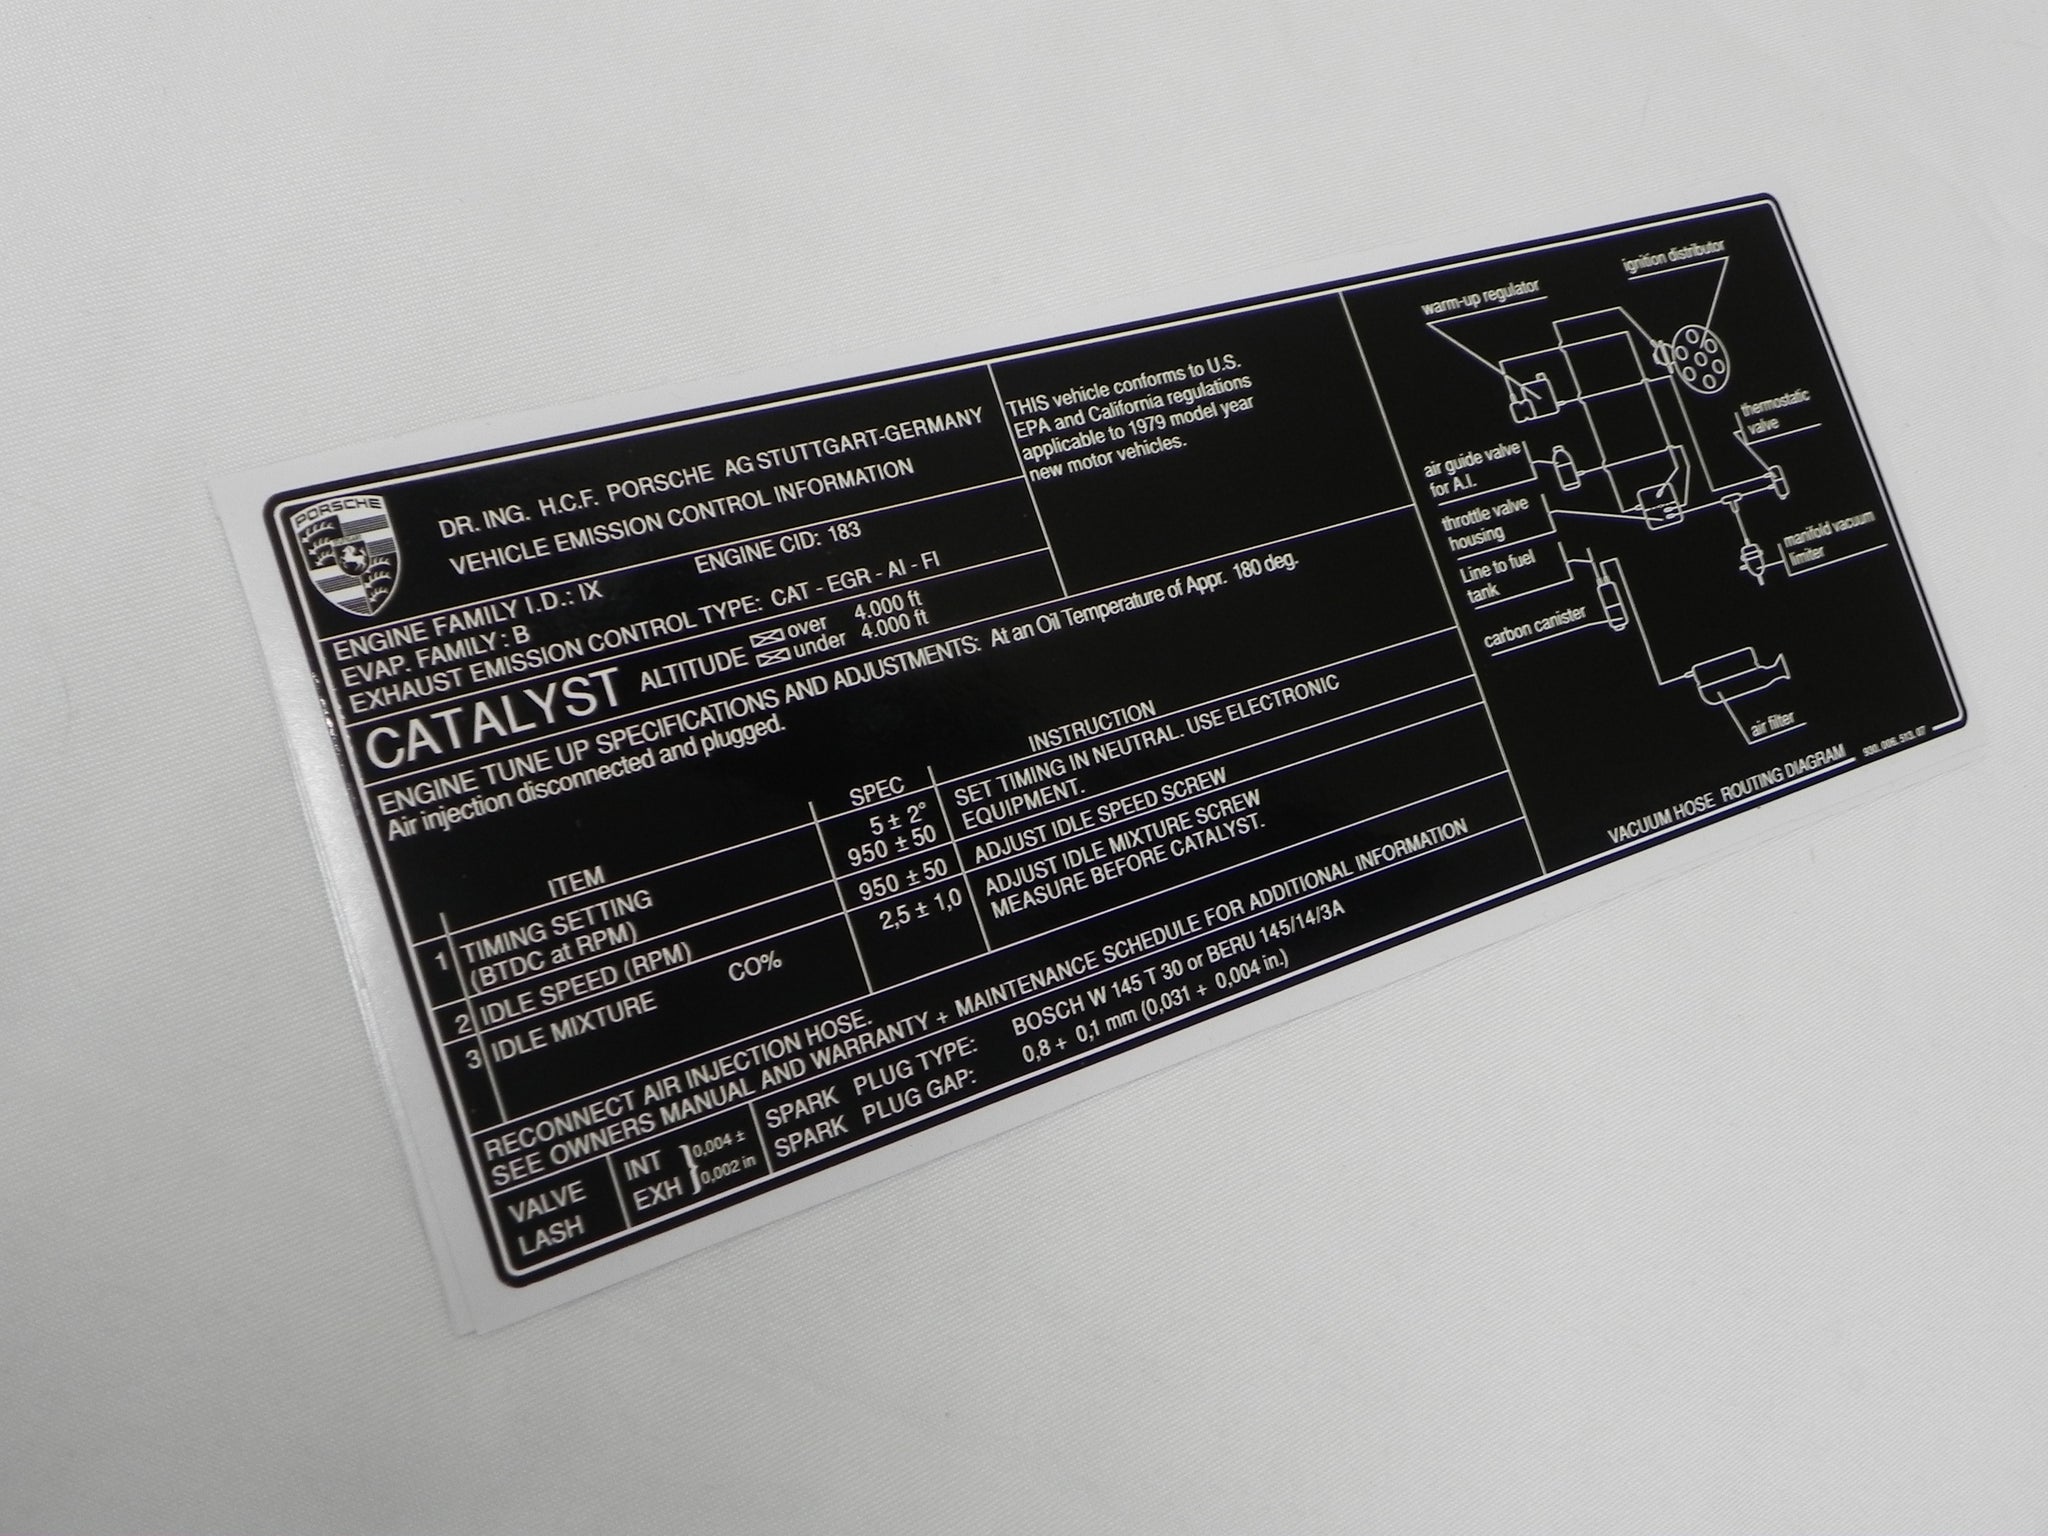 PORSCHE
DR. ING. H.C.F. PORSCHE AG STUTTGART-GERMANY
VEHICLE EMISSION CONTROL INFORMATION
ENGINE FAMILY I.D.: IX ENGINE CID: 183
EVAP. FAMILY: B
EXHAUST EMISSION CONTROL TYPE: CAT - EGR - AI - FI
CATALYST ALTITUDE over 4.000 ft
under 4.000 ft
THIS vehicle conforms to U.S.
EPA and California regulations
applicable to 1979 model year
new motor vehicles.
ENGINE TUNE UP SPECIFICATIONS AND ADJUSTMENTS: At an Oil Temperature of Appr. 180 deg.
Air injection disconnected and plugged.
ITEM SPEC INSTRUCTION
1 TIMING SETTING 5 ± 2° SET TIMING IN NEUTRAL. USE ELECTRONIC
(BTDC at RPM) 950 ± 50 EQUIPMENT.
2 IDLE SPEED (RPM) 950 ± 50 ADJUST IDLE SPEED SCREW
3 IDLE MIXTURE CO% 2,5 ± 1,0 ADJUST IDLE MIXTURE SCREW
MEASURE BEFORE CATALYST.
RECONNECT AIR INJECTION HOSE.
SEE OWNERS MANUAL AND WARRANTY + MAINTENANCE SCHEDULE FOR ADDITIONAL INFORMATION
VALVE
LASH
INT
EXH
0,004 ±
0,002 in
SPARK PLUG TYPE: BOSCH W 145 T 30 or BERU 145/14/3A
SPARK PLUG GAP: 0,8 + 0,1 mm (0,031 + 0,004 in.)
ignition distributor
warm-up regulator
thermostatic
valve
air guide valve
for A.I.
throttle valve
housing
manifold vacuum
limiter
Line to fuel
tank
carbon canister
air filter
VACUUM HOSE ROUTING DIAGRAM
930. 006. 513. 07